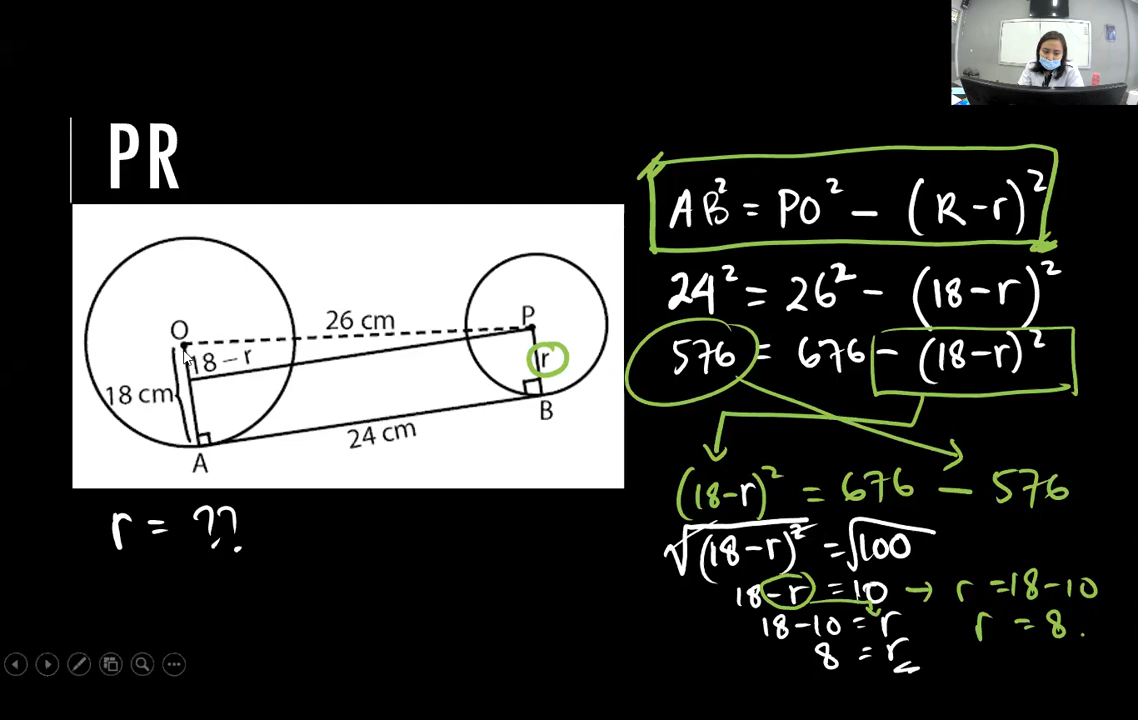 PR
O
26 cm
P
18 - r
r
18 cm
B
24 cm
A
r = ??
AB² = PO² - (R-r)²
24² = 26² - (18-r)²
576 = 676 - (18-r)²
(18-r)² = 676 - 576
√(18-r)² = √100
18-r = 10 → r = 18-10
18-10 = r
r = 8.
8 = r